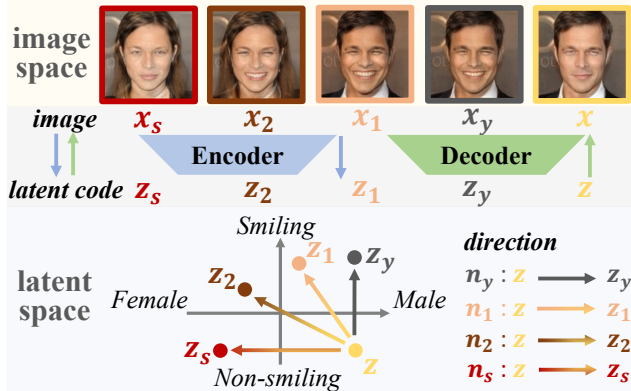 image space
image x_s x_2 x_1 x_y x
Encoder Decoder
latent code z_s z_2 z_1 z_y z
latent space
Smiling
Female Male
Non-smiling
z_1 z_y
z_2
z_s z
direction
n_y : z z_y
n_1 : z z_1
n_2 : z z_2
n_s : z z_s